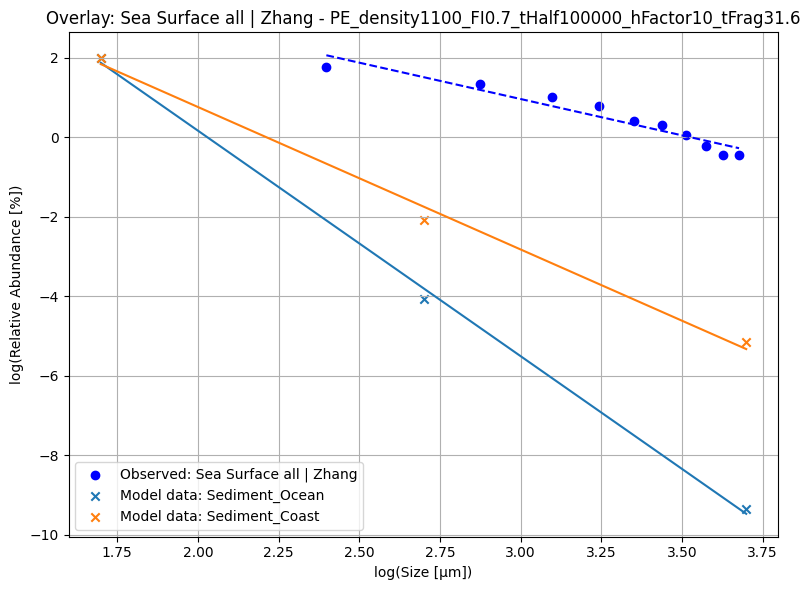 Overlay: Sea Surface all | Zhang - PE_density1100_FI0.7_tHalf100000_hFactor10_tFrag31.6
log(Relative Abundance [%])
2
0
−2
−4
−6
−8
−10
Observed: Sea Surface all | Zhang
Model data: Sediment_Ocean
Model data: Sediment_Coast
1.75 2.00 2.25 2.50 2.75 3.00 3.25 3.50 3.75
log(Size [µm])